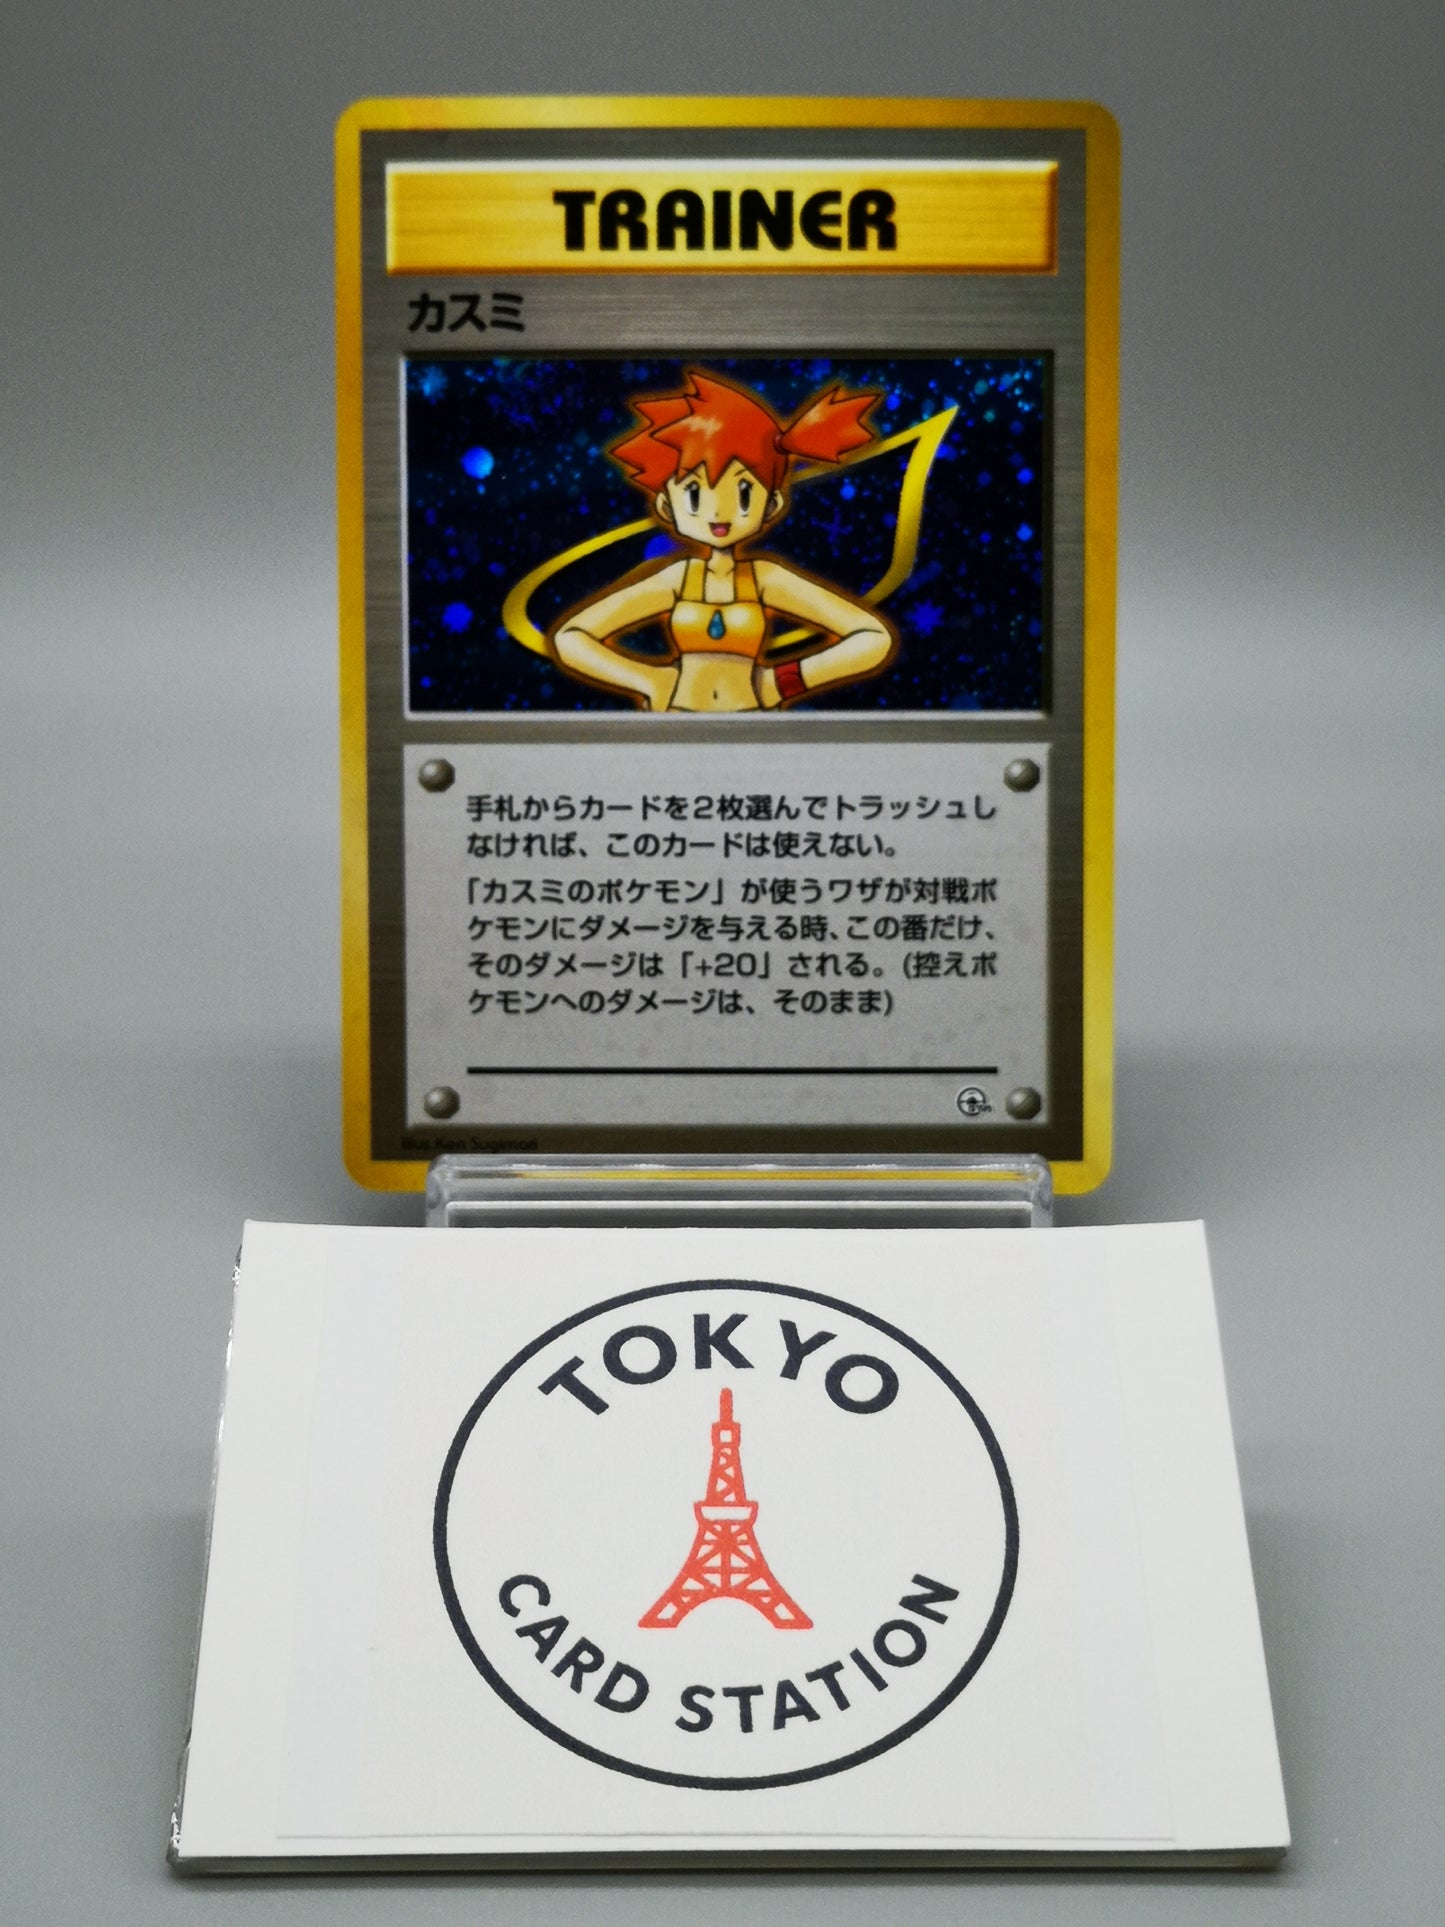 TRAINER
カスミ
手札からカードを2枚選んでトラッシュし
なければ、このカードは使えない。
「カスミのポケモン」が使うワザが対戦ポ
ケモンにダメージを与える時、この番だけ、
そのダメージは「+20」される。(控えポ
ケモンへのダメージは、そのまま)
illus. Ken Sugimori
TOKYO
CARD STATION